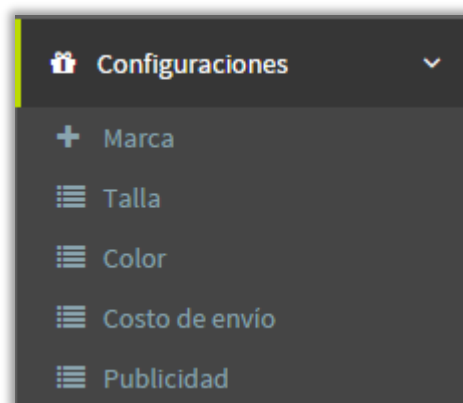 Configuraciones
Marca
Talla
Color
Costo de envío
Publicidad